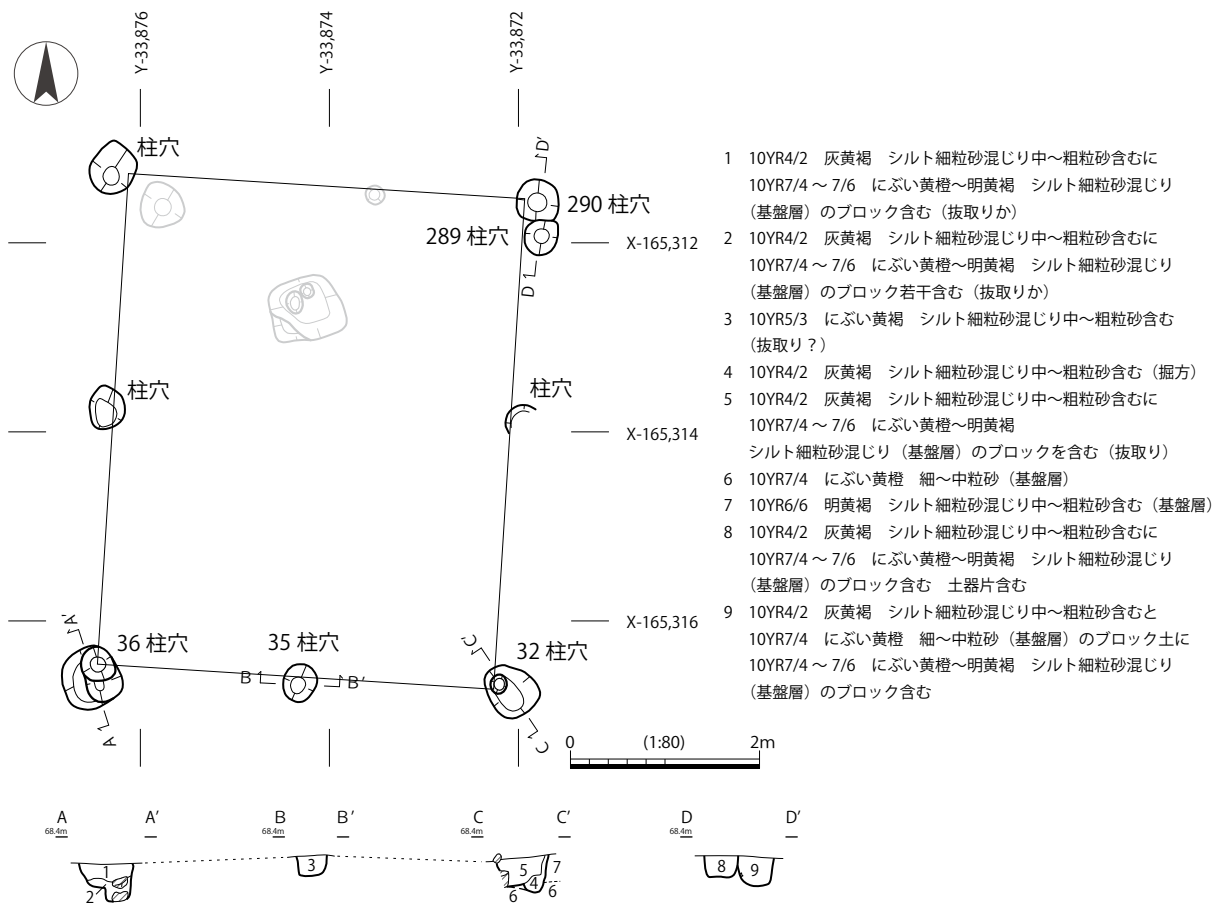 Y-33,876
Y-33,874
Y-33,872
柱穴
D′
290 柱穴
289 柱穴
X-165,312
D
柱穴
柱穴
X-165,314
X-165,316
A′
36 柱穴
35 柱穴
C′
32 柱穴
B
B′
A
C
0 (1:80) 2m
1 10YR4/2 灰黄褐 シルト細粒砂混じり中～粗粒砂含むに
10YR7/4 ～ 7/6 にぶい黄橙～明黄褐 シルト細粒砂混じり
（基盤層）のブロック含む（抜取りか）
2 10YR4/2 灰黄褐 シルト細粒砂混じり中～粗粒砂含むに
10YR7/4 ～ 7/6 にぶい黄橙～明黄褐 シルト細粒砂混じり
（基盤層）のブロック若干含む（抜取りか）
3 10YR5/3 にぶい黄褐 シルト細粒砂混じり中～粗粒砂含む
（抜取り？）
4 10YR4/2 灰黄褐 シルト細粒砂混じり中～粗粒砂含む（掘方）
5 10YR4/2 灰黄褐 シルト細粒砂混じり中～粗粒砂含むに
10YR7/4 ～ 7/6 にぶい黄橙～明黄褐
シルト細粒砂混じり（基盤層）のブロックを含む（抜取り）
6 10YR7/4 にぶい黄橙 細～中粒砂（基盤層）
7 10YR6/6 明黄褐 シルト細粒砂混じり中～粗粒砂含む（基盤層）
8 10YR4/2 灰黄褐 シルト細粒砂混じり中～粗粒砂含むに
10YR7/4 ～ 7/6 にぶい黄橙～明黄褐 シルト細粒砂混じり
（基盤層）のブロック含む 土器片含む
9 10YR4/2 灰黄褐 シルト細粒砂混じり中～粗粒砂含むと
10YR7/4 にぶい黄橙 細～中粒砂（基盤層）のブロック土に
10YR7/4 ～ 7/6 にぶい黄橙～明黄褐 シルト細粒砂混じり
（基盤層）のブロック含む
A A′ B B′ C C′ D D′
68.4m 68.4m 68.4m 68.4m
1 3 5 7 8 9
2 6 4 6